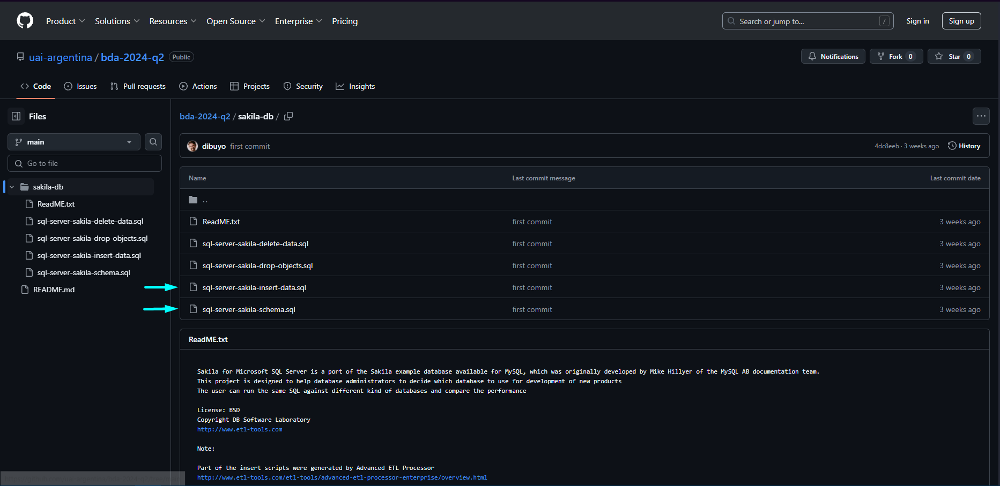 Product
Solutions
Resources
Open Source
Enterprise
Pricing
Search or jump to...
/
Sign in
Sign up
uai-argentina / bda-2024-q2
Public
Notifications
Fork 0
Star 0
Code
Issues
Pull requests
Actions
Projects
Security
Insights
Files
main
Go to file
sakila-db
ReadME.txt
sql-server-sakila-delete-data.sql
sql-server-sakila-drop-objects.sql
sql-server-sakila-insert-data.sql
sql-server-sakila-schema.sql
README.md
bda-2024-q2 / sakila-db /
...
dibuyo first commit
4dc8eeb · 3 weeks ago
History
Name Last commit message Last commit date
..
ReadME.txt first commit 3 weeks ago
sql-server-sakila-delete-data.sql first commit 3 weeks ago
sql-server-sakila-drop-objects.sql first commit 3 weeks ago
sql-server-sakila-insert-data.sql first commit 3 weeks ago
sql-server-sakila-schema.sql first commit 3 weeks ago
ReadME.txt
Sakila for Microsoft SQL Server is a port of the Sakila example database available for MySQL, which was originally developed by Mike Hillyer of the MySQL AB documentation team.
This project is designed to help database administrators to decide which database to use for development of new products
The user can run the same SQL against different kind of databases and compare the performance
License: BSD
Copyright DB Software Laboratory
http://www.etl-tools.com
Note:
Part of the insert scripts were generated by Advanced ETL Processor
http://www.etl-tools.com/etl-tools/advanced-etl-processor-enterprise/overview.html